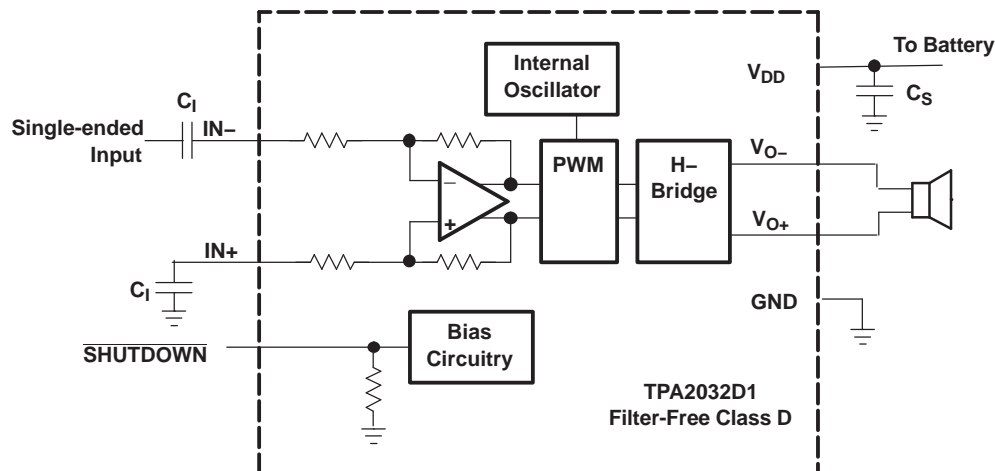 Internal
Oscillator
To Battery
VDD
CS
CI
Single-ended
Input
IN−
−
+
PWM
H−
Bridge
VO−
VO+
IN+
CI
GND
SHUTDOWN
Bias
Circuitry
TPA2032D1
Filter-Free Class D